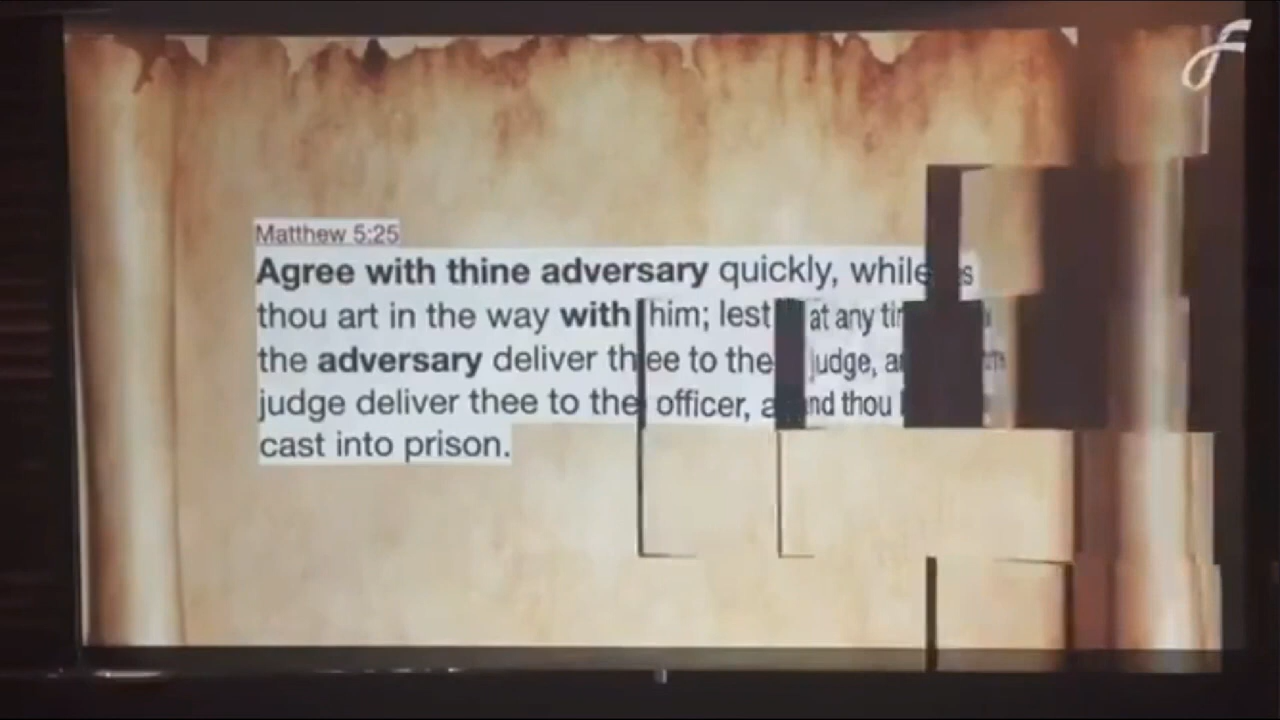 Matthew 5:25
Agree with thine adversary quickly, while
thou art in the way with him; lest at any
the adversary deliver thee to the judge,
judge deliver thee to the officer, and thou
cast into prison.